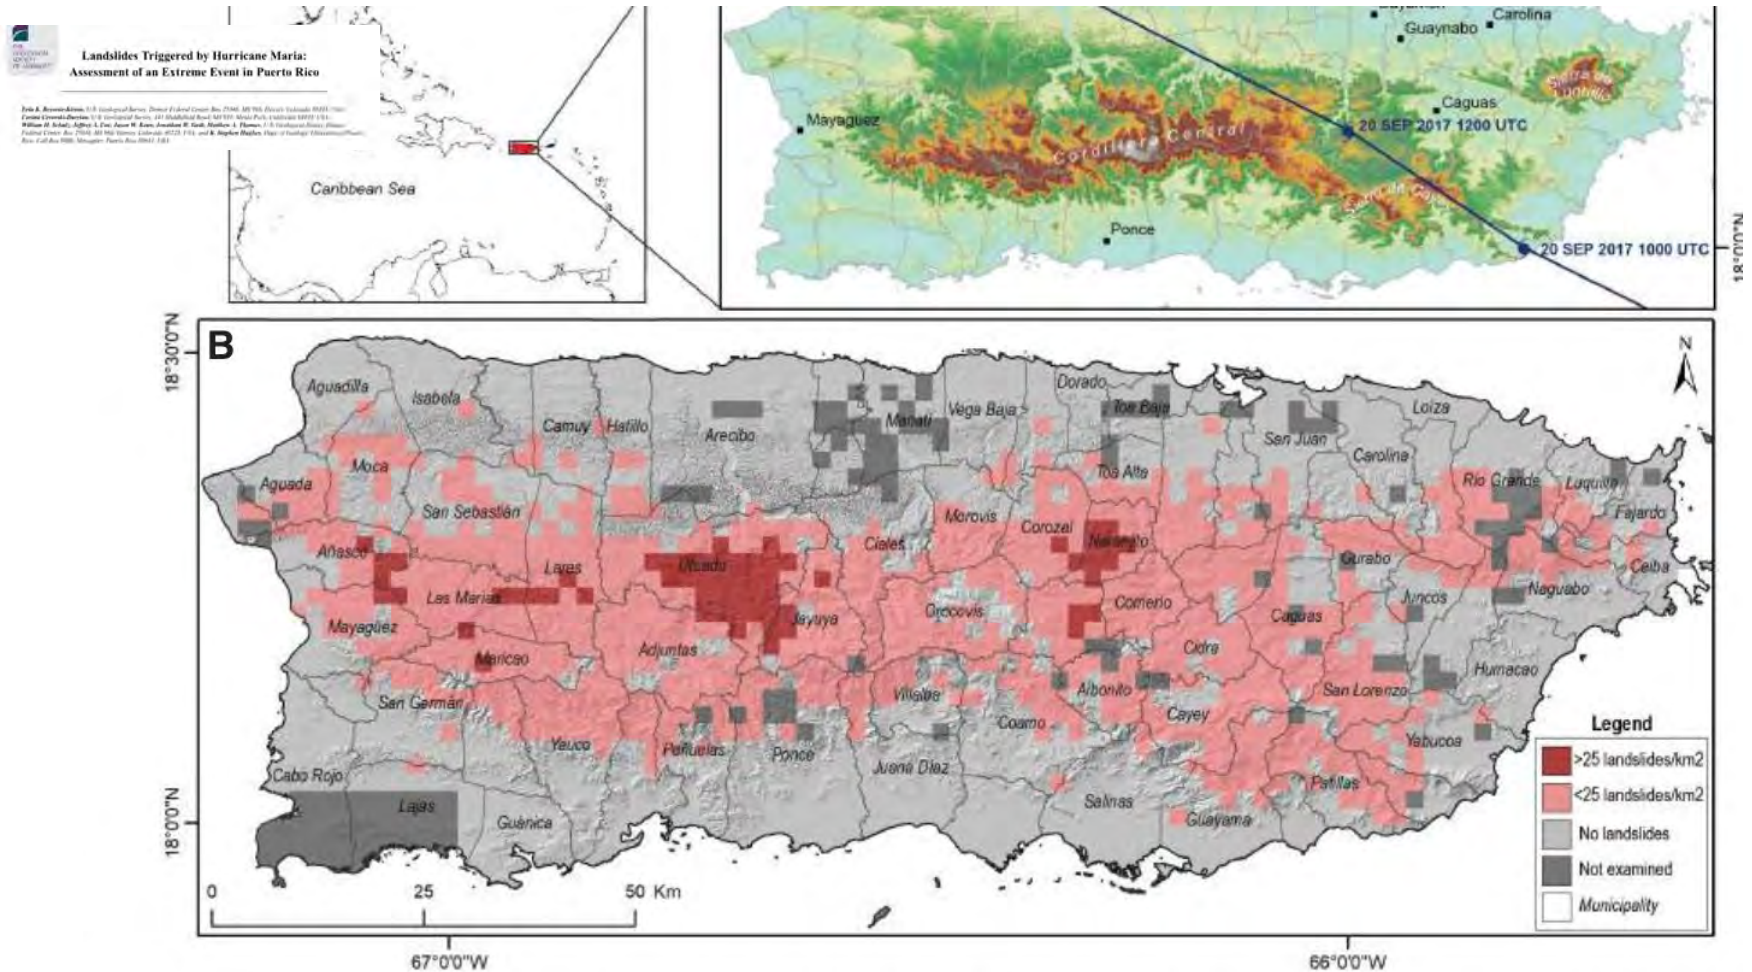 Landslides Triggered by Hurricane Maria:
Assessment of an Extreme Event in Puerto Rico
Caribbean Sea
Guaynabo
Carolina
Caguas
Mayagüez
Cordillera Central
20 SEP 2017 1200 UTC
Ponce
20 SEP 2017 1000 UTC
18°0'0"N
B
N
18°30'0"N
Aguadilla
Isabela
Camuy
Hatillo
Arecibo
Manatí
Vega Baja
Dorado
Toa Baja
San Juan
Loiza
Carolina
Moca
Aguada
San Sebastián
Toa Alta
Río Grande
Luquillo
Fajardo
Morovis
Corozal
Naranjito
Ciales
Añasco
Lares
Utuado
Gurabo
Ceiba
Las Marias
Jayuya
Orocovis
Comerio
Juncos
Naguabo
Mayagüez
Caguas
Maricao
Adjuntas
Cidra
Humacao
San Germán
Villalba
Aibonito
San Lorenzo
Coamo
Cayey
Yauco
Peñuelas
Ponce
Juana Díaz
Yabucoa
Cabo Rojo
Lajas
Guánica
Salinas
Guayama
Patillas
18°0'0"N
Legend
>25 landslides/km2
<25 landslides/km2
No landslides
Not examined
Municipality
0 25 50 Km
67°0'0"W
66°0'0"W